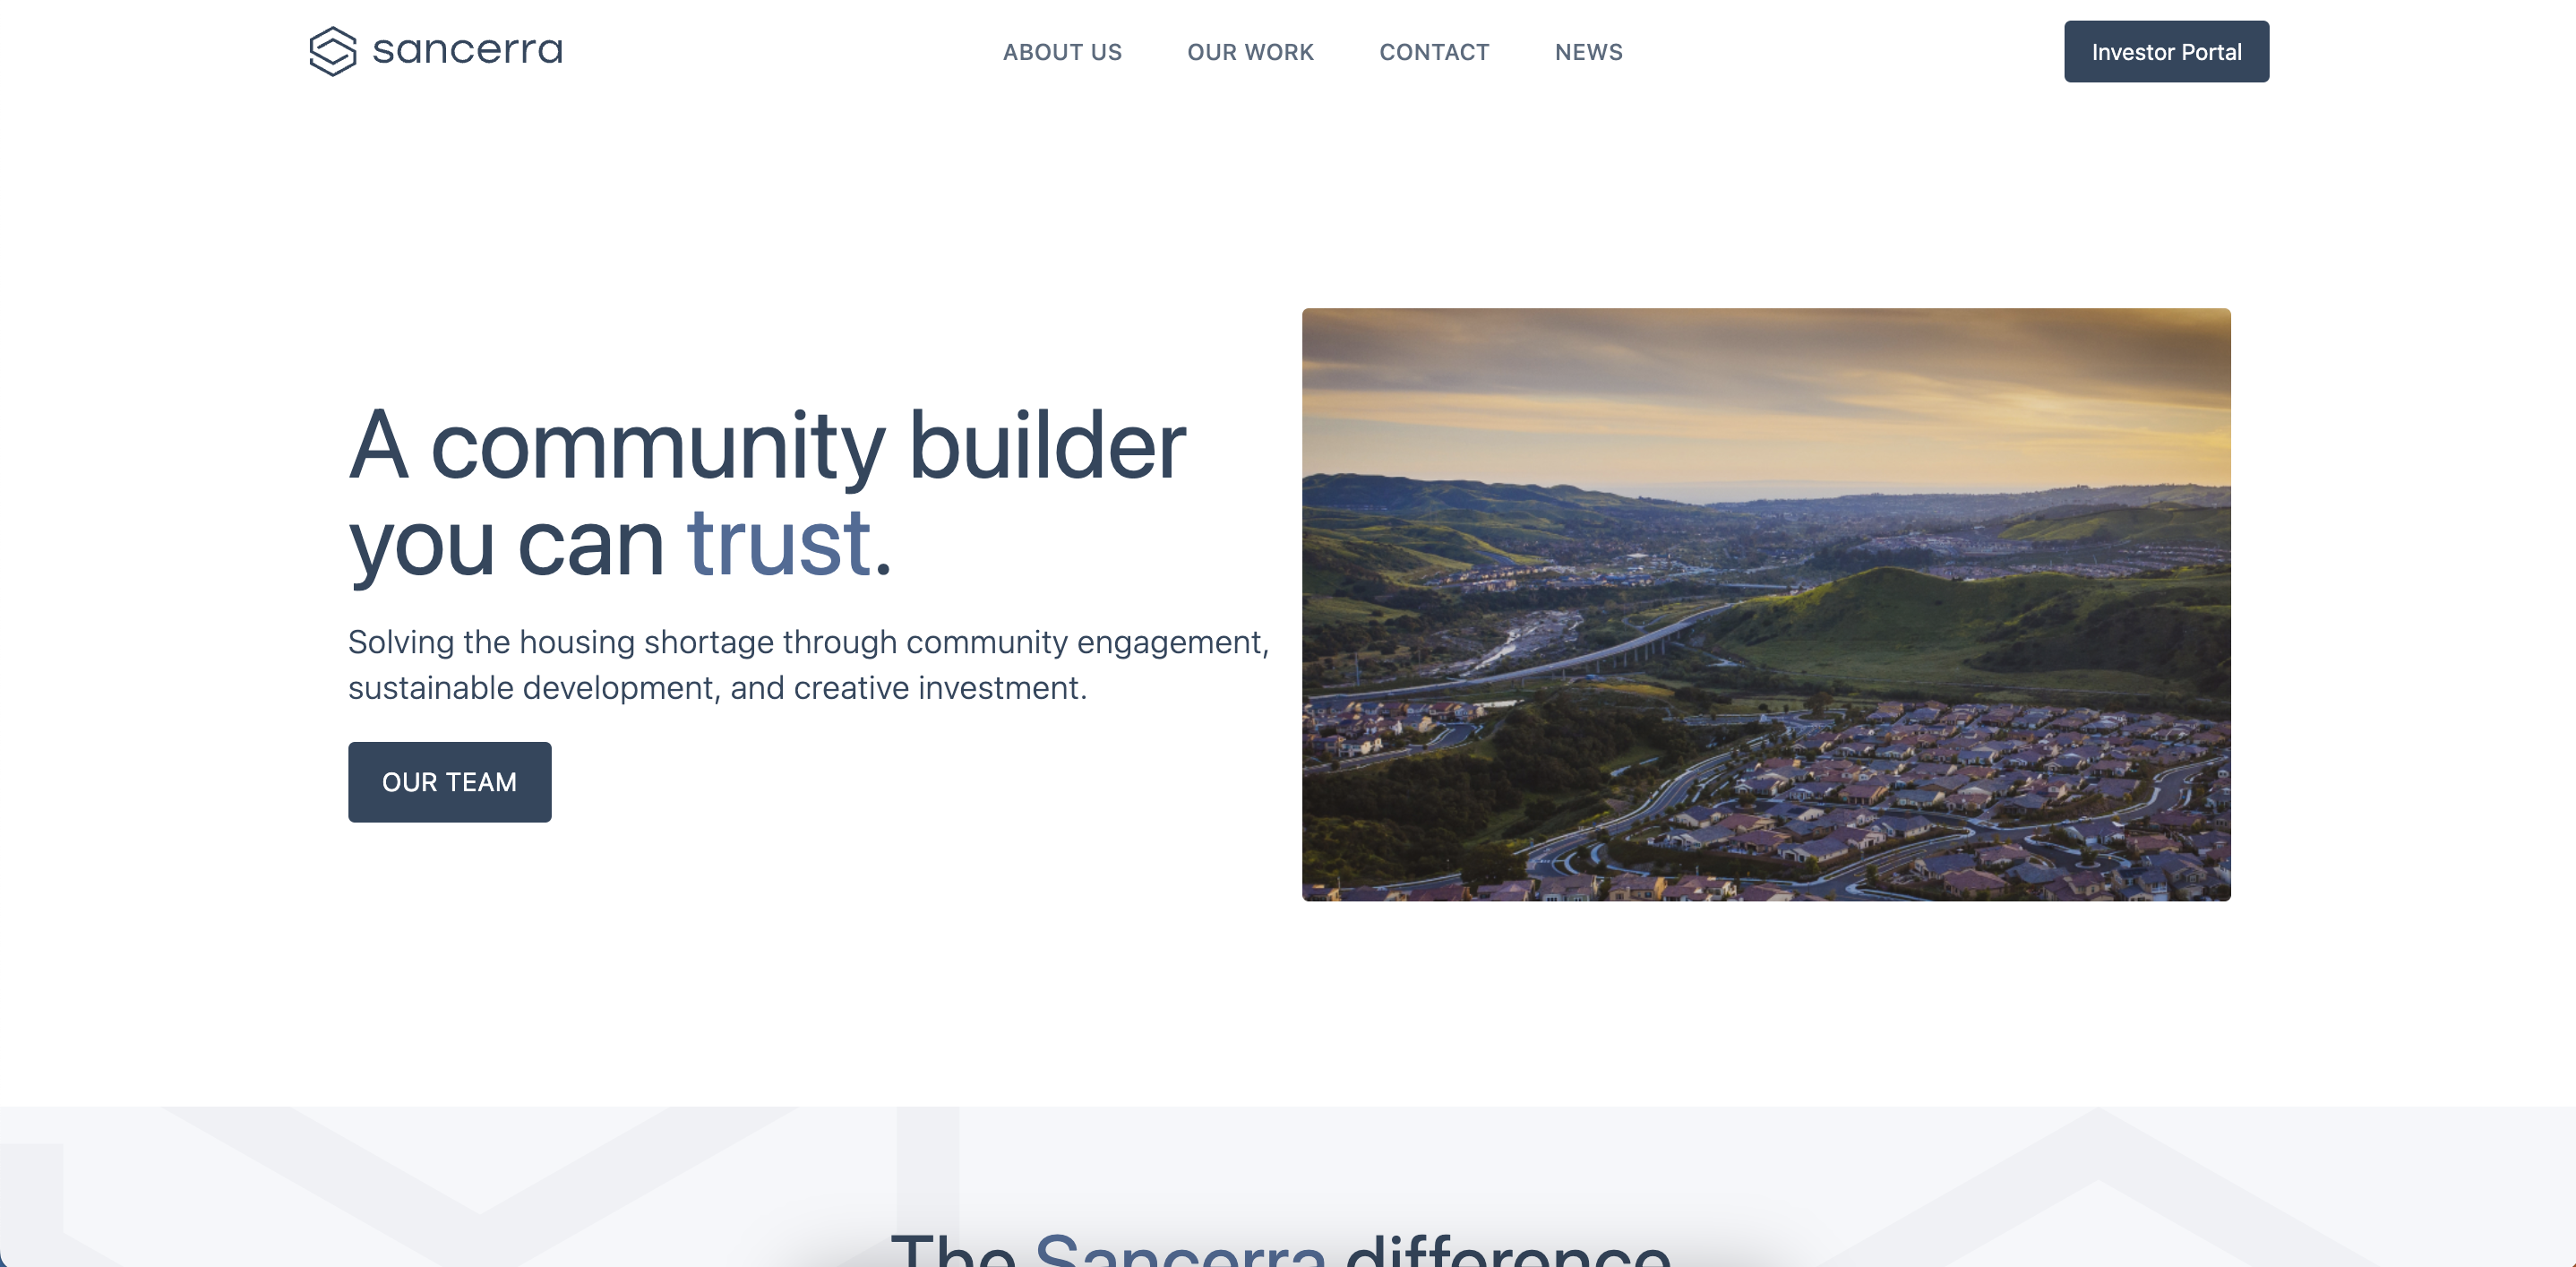 sancerra
ABOUT US
OUR WORK
CONTACT
NEWS
Investor Portal
A community builder
you can trust.
Solving the housing shortage through community engagement,
sustainable development, and creative investment.
OUR TEAM
The Sancerra difference